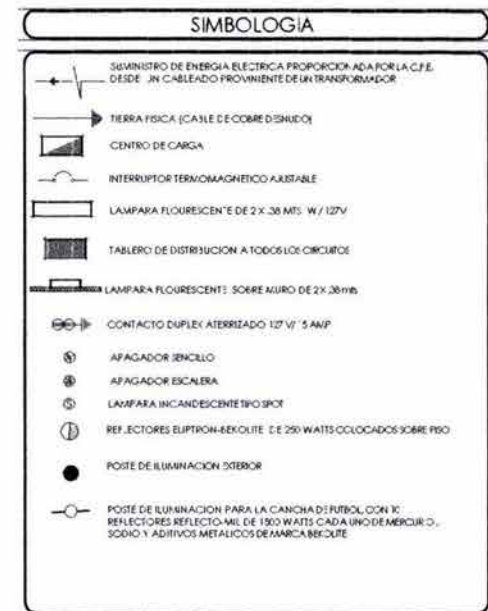 SIMBOLOGIA
SUMINISTRO DE ENERGIA ELECTRICA PROPORCIONADA POR LA C.F.E.
DESDE UN CABLEADO PROVINIENTE DE UN TRANSFORMADOR
TIERRA FISICA (CABLE DE COBRE DESNUDO)
CENTRO DE CARGA
INTERRUPTOR TERMOMAGNETICO AJUSTABLE
LAMPARA FLOURESCENTE DE 2 X .38 MTS W / 127V
TABLERO DE DISTRIBUCION A TODOS LOS CIRCUITOS
LAMPARA FLOURESCENTE SOBRE MURO DE 2X .38 mts
CONTACTO DUPLEX ATERRIZADO 127 V/ 15 AMP
APAGADOR SENCILLO
APAGADOR ESCALERA
S LAMPARA INCANDESCENTE TIPO SPOT
REFLECTORES ELIPTRON-BEKOLITE DE 250 WATTS COLOCADOS SOBRE PISO
POSTE DE ILUMINACION EXTERIOR
POSTE DE ILUMINACION PARA LA CANCHA DE FUTBOL, CON
REFLECTORES REFLECTO-MIL DE 1500 WATTS CADA UNO DE MERCURIO,
SODIO Y ADITIVOS METALICOS DE MARCA BEKOLITE